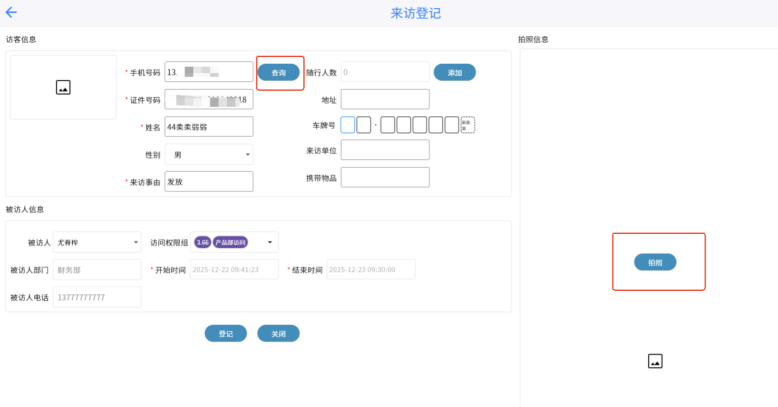 来访登记
访客信息
拍照信息
* 手机号码 13. 查询 随行人数 0 添加
* 证件号码 18 地址
* 姓名 44柔柔弱弱 车牌号
性别 男 来访单位
* 来访事由 发放 携带物品
被访人信息
被访人 尤脊桦 访问权限组 3.66 产品部访问
被访人部门 财务部 * 开始时间 2025-12-22 09:41:23 * 结束时间 2025-12-23 09:30:00
被访人电话 13777777777
登记 关闭
拍照